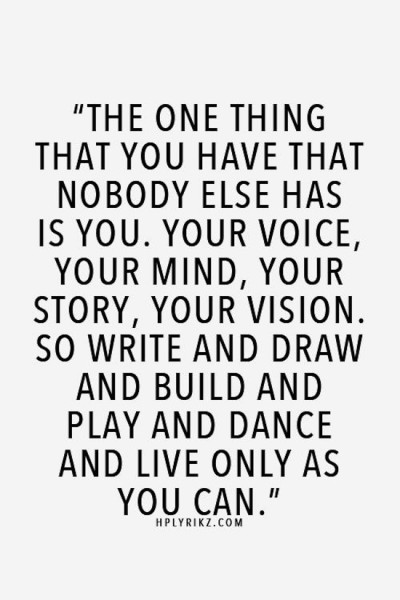 “THE ONE THING
THAT YOU HAVE THAT
NOBODY ELSE HAS
IS YOU. YOUR VOICE,
YOUR MIND, YOUR
STORY, YOUR VISION.
SO WRITE AND DRAW
AND BUILD AND
PLAY AND DANCE
AND LIVE ONLY AS
YOU CAN.”
HPLYRIKZ.COM